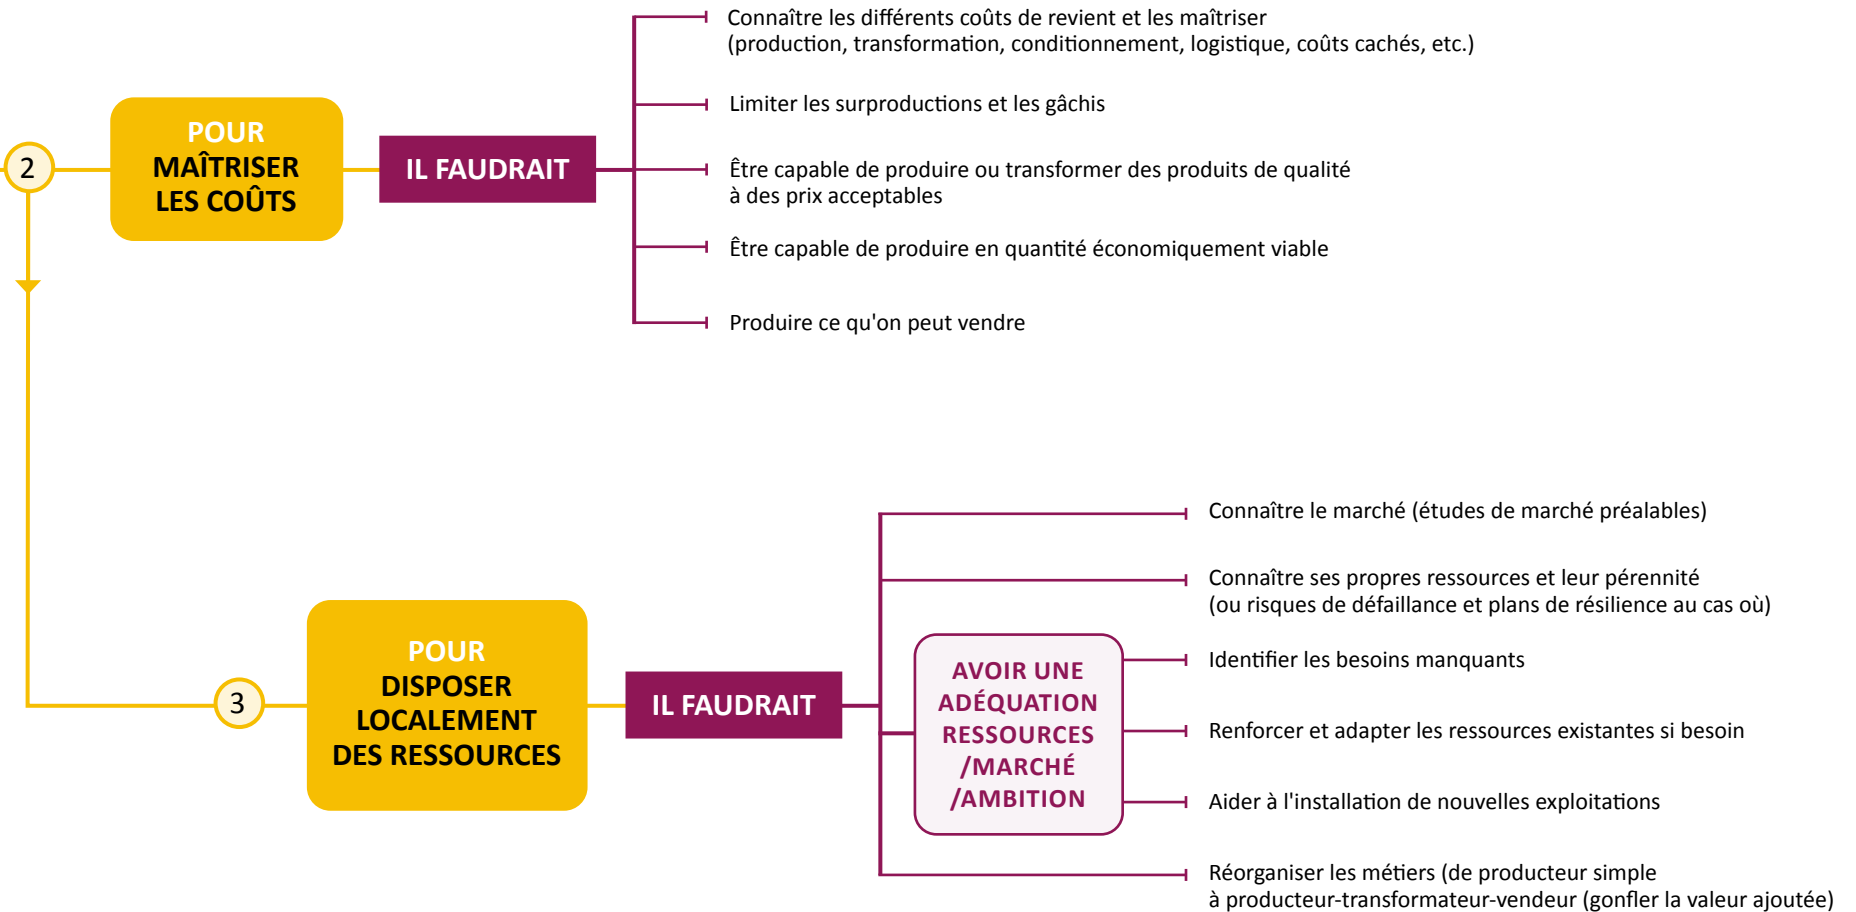 2
POUR
MAÎTRISER
LES COÛTS
IL FAUDRAIT
Connaître les différents coûts de revient et les maîtriser
(production, transformation, conditionnement, logistique, coûts cachés, etc.)
Limiter les surproductions et les gâchis
Être capable de produire ou transformer des produits de qualité
à des prix acceptables
Être capable de produire en quantité économiquement viable
Produire ce qu'on peut vendre
3
POUR
DISPOSER
LOCALEMENT
DES RESSOURCES
IL FAUDRAIT
Connaître le marché (études de marché préalables)
Connaître ses propres ressources et leur pérennité
(ou risques de défaillance et plans de résilience au cas où)
AVOIR UNE
ADÉQUATION
RESSOURCES
/MARCHÉ
/AMBITION
Identifier les besoins manquants
Renforcer et adapter les ressources existantes si besoin
Aider à l'installation de nouvelles exploitations
Réorganiser les métiers (de producteur simple
à producteur-transformateur-vendeur (gonfler la valeur ajoutée)